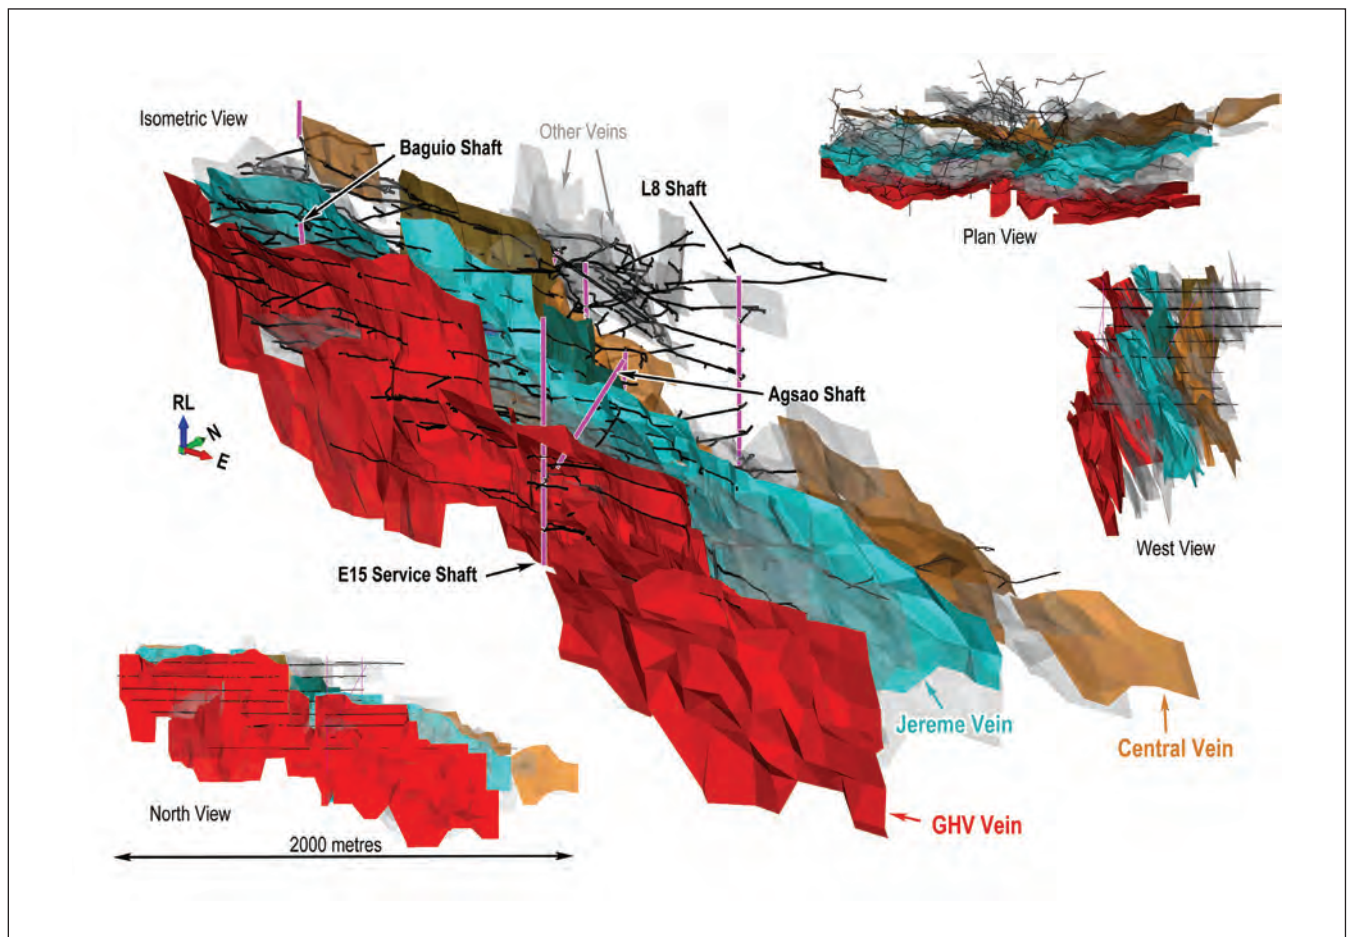 Isometric View
Baguio Shaft
Other Veins
L8 Shaft
Plan View
Agsao Shaft
RL
N
E
West View
E15 Service Shaft
Jereme Vein
Central Vein
North View
GHV Vein
2000 metres